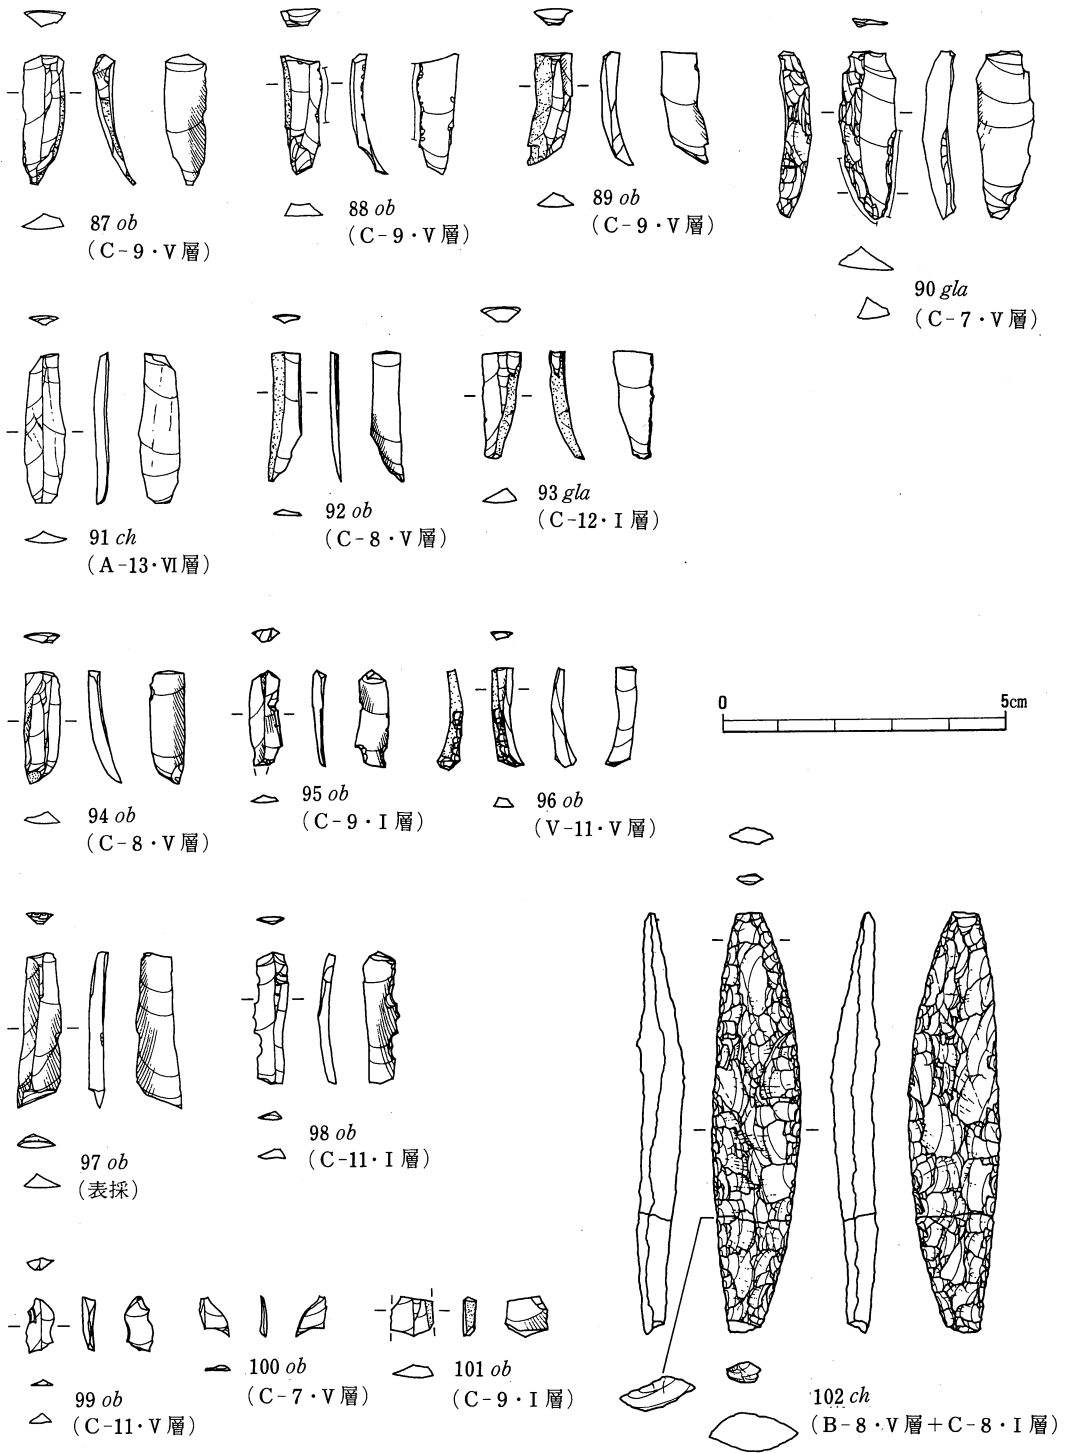 87 ob
(C-9・V層)
88 ob
(C-9・V層)
89 ob
(C-9・V層)
90 gla
(C-7・V層)
91 ch
(A-13・VI層)
92 ob
(C-8・V層)
93 gla
(C-12・I層)
94 ob
(C-8・V層)
95 ob
(C-9・I層)
96 ob
(V-11・V層)
0 5cm
97 ob
(表採)
98 ob
(C-11・I層)
99 ob
(C-11・V層)
100 ob
(C-7・V層)
101 ob
(C-9・I層)
102 ch
(B-8・V層+C-8・I層)